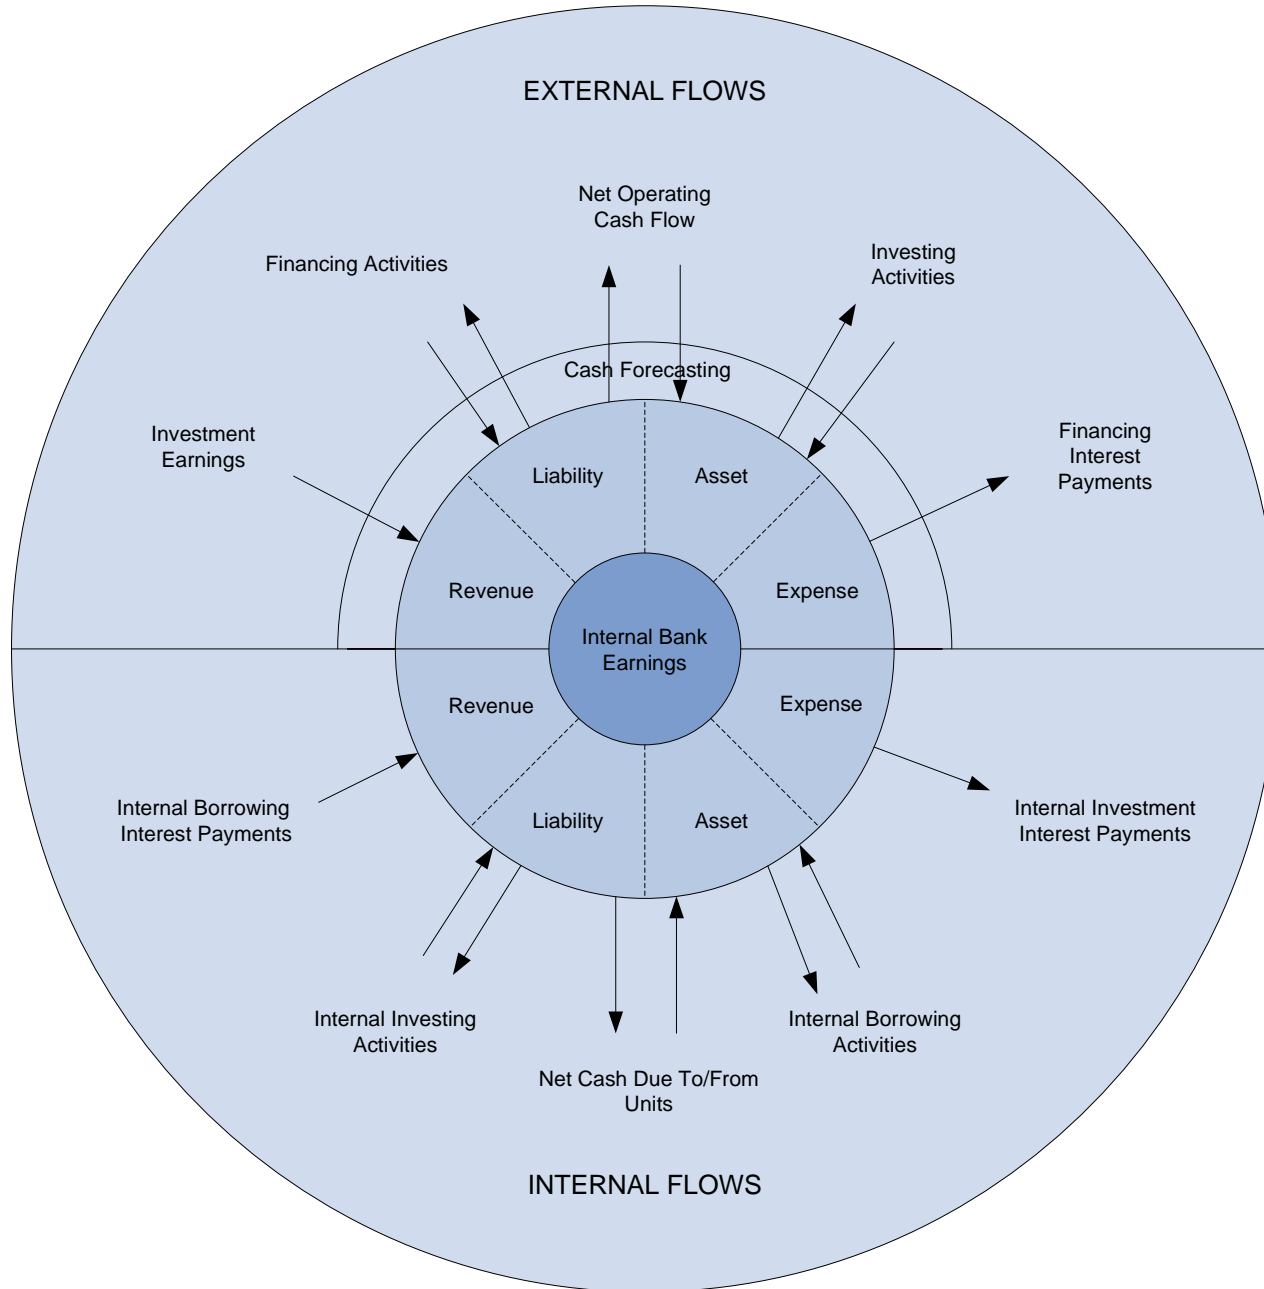 EXTERNAL FLOWS
Net Operating
Cash Flow
Financing Activities
Investing
Activities
Cash Forecasting
Investment
Earnings
Financing
Interest
Payments
Liability
Asset
Revenue
Expense
Internal Bank
Earnings
Revenue
Expense
Liability
Asset
Internal Borrowing
Interest Payments
Internal Investment
Interest Payments
Internal Investing
Activities
Internal Borrowing
Activities
Net Cash Due To/From
Units
INTERNAL FLOWS